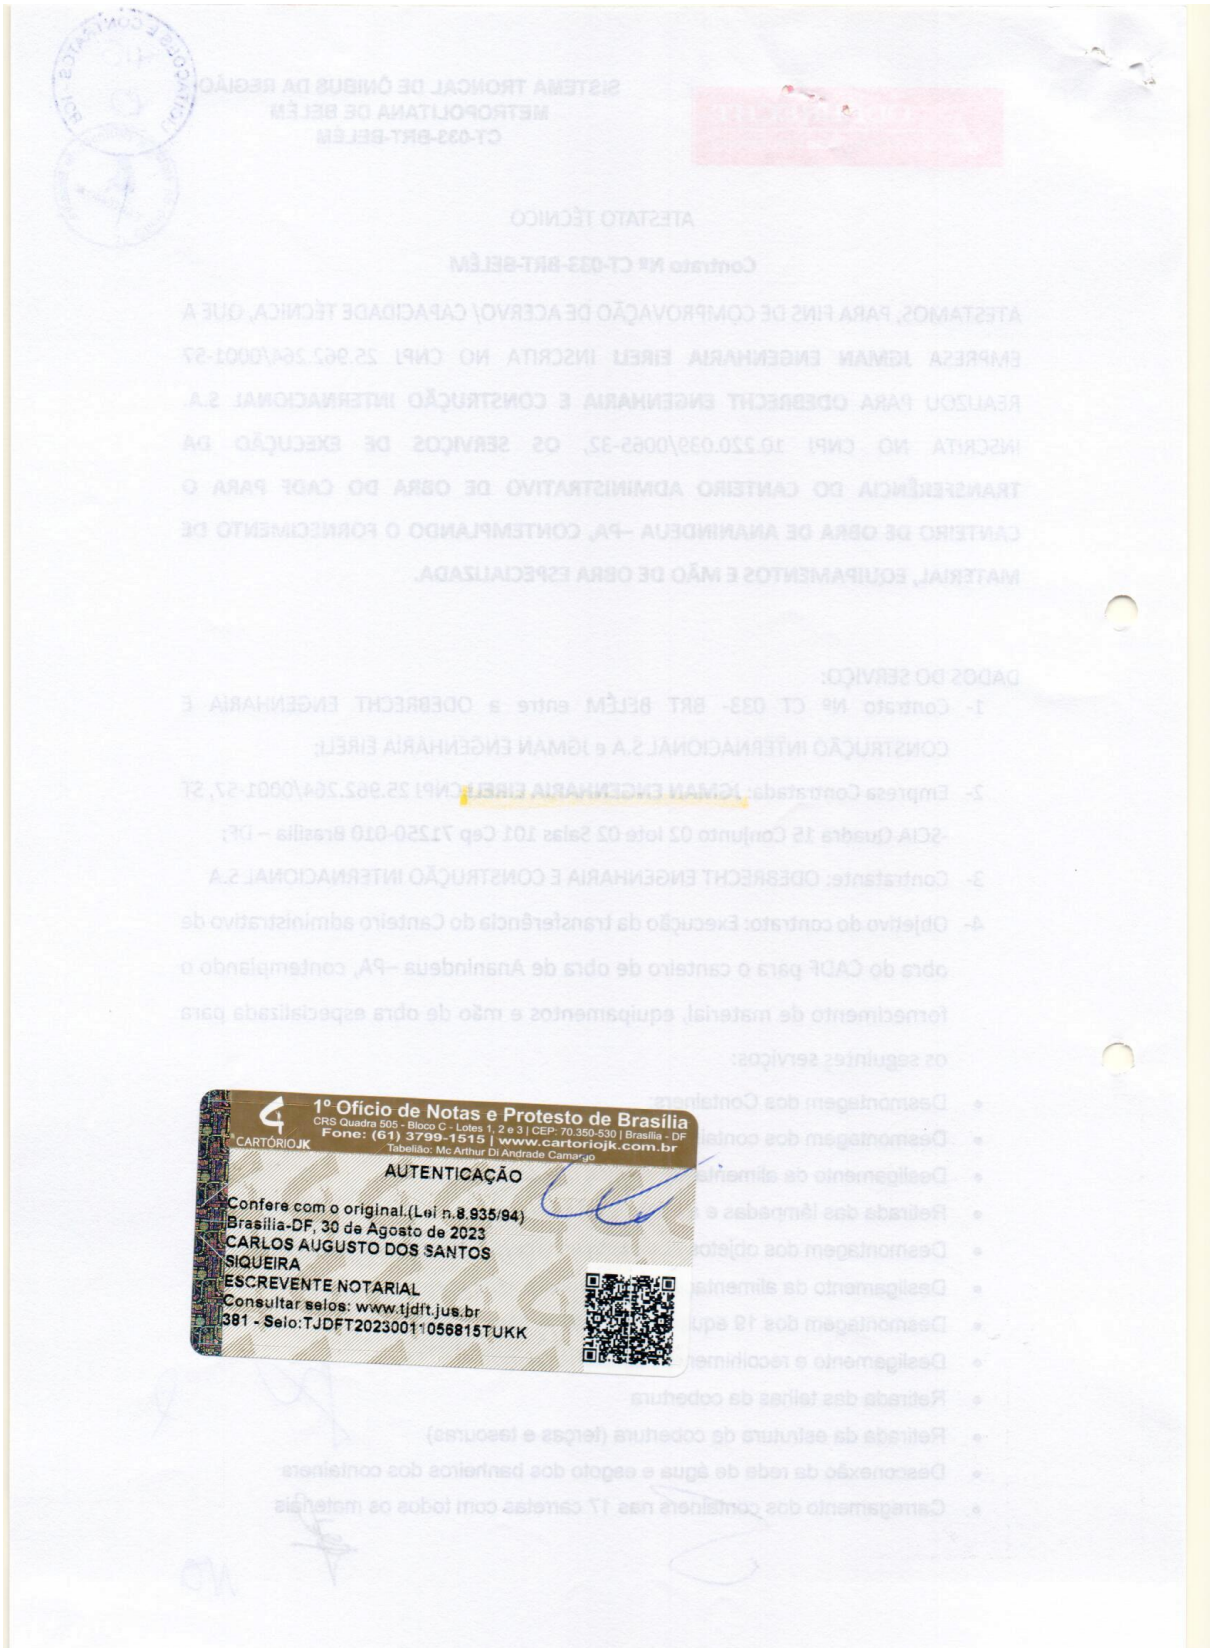 SISTEMA TRONCAL DE ÔNIBUS DA REGIÃO
METROPOLITANA DE BELÉM
CT-033-BRT-BELÉM
ATESTATO TÉCNICO
Contrato Nº CT-033-BRT-BELÉM
ATESTAMOS, PARA FINS DE COMPROVAÇÃO DE ACERVO/ CAPACIDADE TÉCNICA, QUE A
EMPRESA JGMAN ENGENHARIA EIRELI INSCRITA NO CNPJ 25.962.264/0001-57
REALIZOU PARA ODEBRECHT ENGENHARIA E CONSTRUÇÃO INTERNACIONAL S.A.
INSCRITA NO CNPJ 10.220.039/0065-32, OS SERVIÇOS DE EXECUÇÃO DA
TRANSFERÊNCIA DO CANTEIRO ADMINISTRATIVO DE OBRA DO CADF PARA O
CANTEIRO DE OBRA DE ANANINDEUA –PA, CONTEMPLANDO O FORNECIMENTO DE
MATERIAL, EQUIPAMENTOS E MÃO DE OBRA ESPECIALIZADA.
DADOS DO SERVIÇO:
1- Contrato Nº CT 033- BRT BELÉM entre a ODEBRECHT ENGENHARIA E
CONSTRUÇÃO INTERNACIONAL S.A e JGMAN ENGENHARIA EIRELI;
2- Empresa Contratada: JGMAN ENGENHARIA EIRELI CNPJ 25.962.264/0001-57, ST
-SCIA Quadra 15 Conjunto 02 lote 02 Salas 101 Cep 71250-010 Brasília – DF;
3- Contratante: ODEBRECHT ENGENHARIA E CONSTRUÇÃO INTERNACIONAL S.A
4- Objetivo do contrato: Execução da transferência do Canteiro administrativo de
obra do CADF para o canteiro de obra de Ananindeua –PA, contemplando o
fornecimento de material, equipamentos e mão de obra especializada para
os seguintes serviços:
• Desmontagem dos Containers:
• Desmontagem dos
• Desligamento da
• Retirada das lâmpadas e
• Desmontagem dos objetos
• Desligamento da
• Desmontagem dos 19
• Desligamento e
• Retirada das telhas da cobertura
• Retirada da estrutura de cobertura (terças e tesouras)
• Desconexão da rede de água e esgoto dos banheiros dos containers
• Carregamento dos containers nas 17 carretas com todos os materiais
CARTÓRIO JK
1º Ofício de Notas e Protesto de Brasília
CRS Quadra 505 - Bloco C - Lotes 1, 2 e 3 | CEP: 70.350-530 | Brasília - DF
Fone: (61) 3799-1515 | www.cartoriojk.com.br
Tabelião: Mc Arthur Di Andrade Camargo
AUTENTICAÇÃO
Confere com o original.(Lei n.8.935/94)
Brasília-DF, 30 de Agosto de 2023
CARLOS AUGUSTO DOS SANTOS
SIQUEIRA
ESCREVENTE NOTARIAL
Consultar selos: www.tjdft.jus.br
381 - Selo:TJDFT20230011056815TUKK